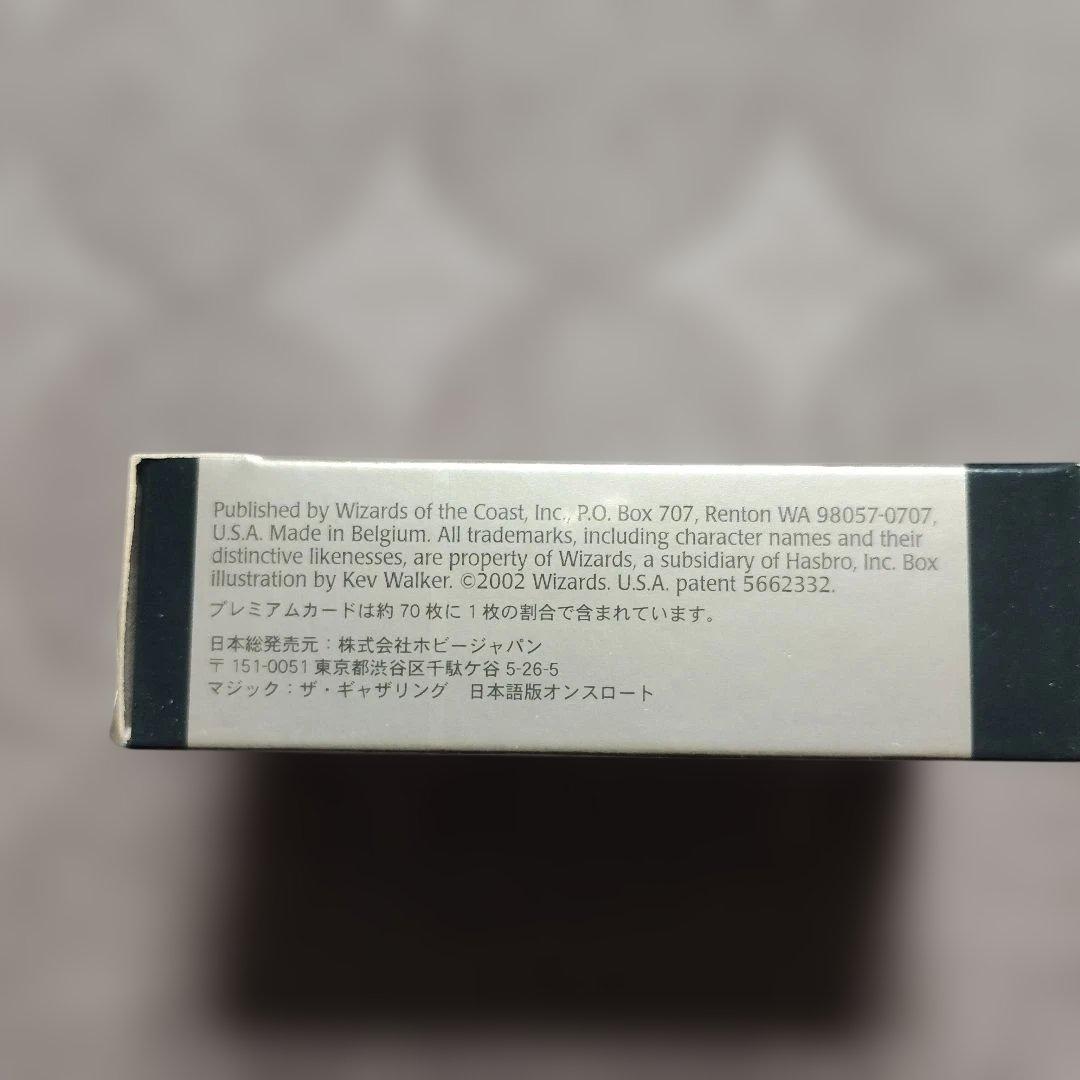 Published by Wizards of the Coast, Inc., P.O. Box 707, Renton WA 98057-0707,
U.S.A. Made in Belgium. All trademarks, including character names and their
distinctive likenesses, are property of Wizards, a subsidiary of Hasbro, Inc. Box
illustration by Kev Walker. ©2002 Wizards. U.S.A. patent 5662332.
プレミアムカードは約 70 枚に 1 枚の割合で含まれています。
日本総発売元：株式会社ホビージャパン
〒 151-0051 東京都渋谷区千駄ケ谷 5-26-5
マジック：ザ・ギャザリング　日本語版オンスロート